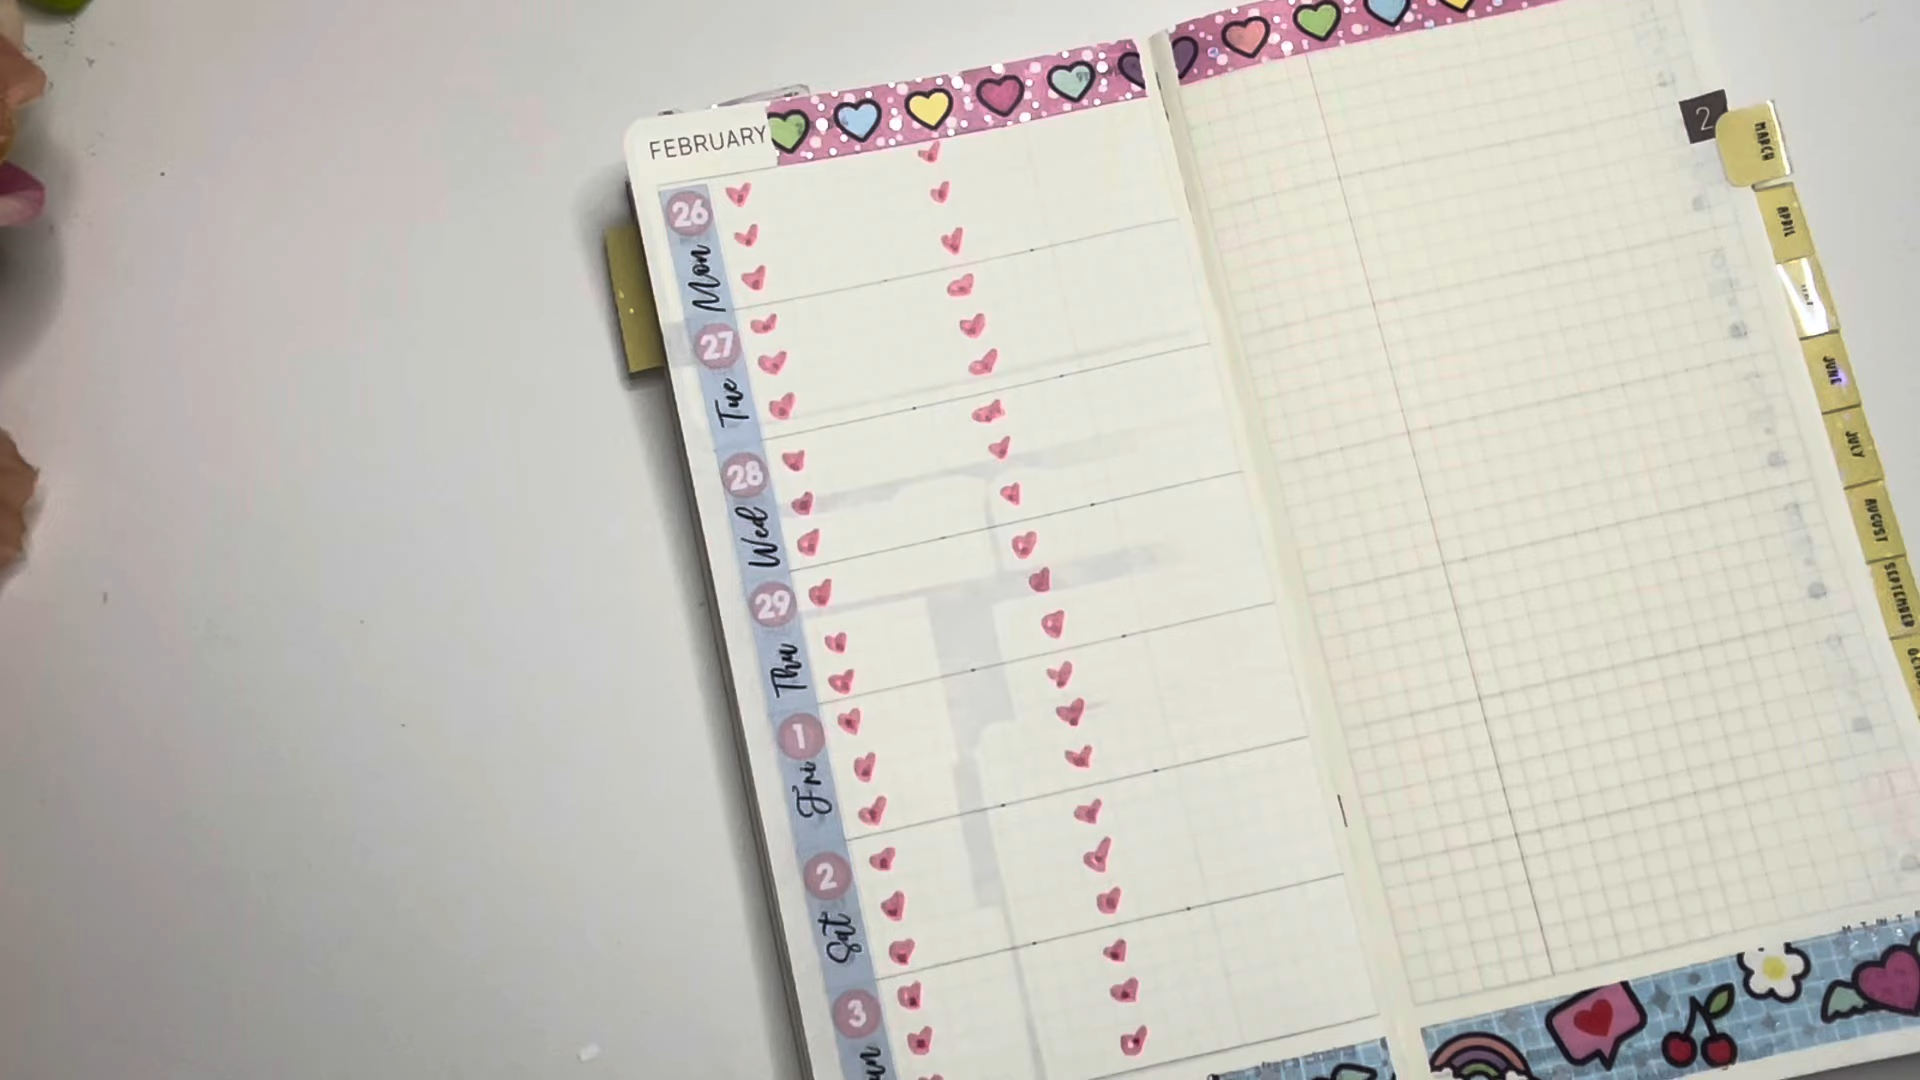 FEBRUARY
26
Mon
27
Tue
28
Wed
29
Thu
1
Fri
2
Sat
3
2
MARCH
APRIL
JUNE
JULY
AUGUST
SEPTEMBER